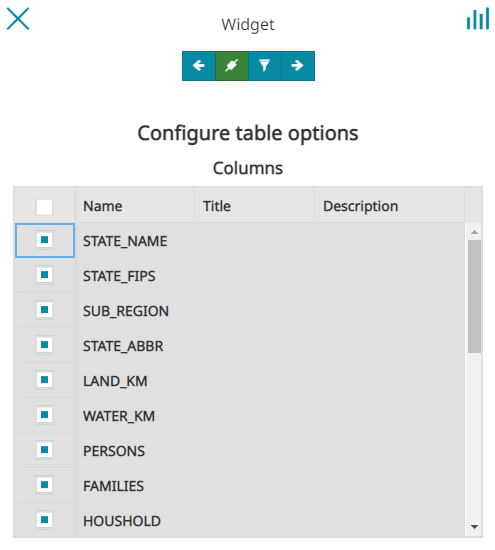 Widget
Configure table options
Columns
Name Title Description
STATE_NAME
STATE_FIPS
SUB_REGION
STATE_ABBR
LAND_KM
WATER_KM
PERSONS
FAMILIES
HOUSHOLD